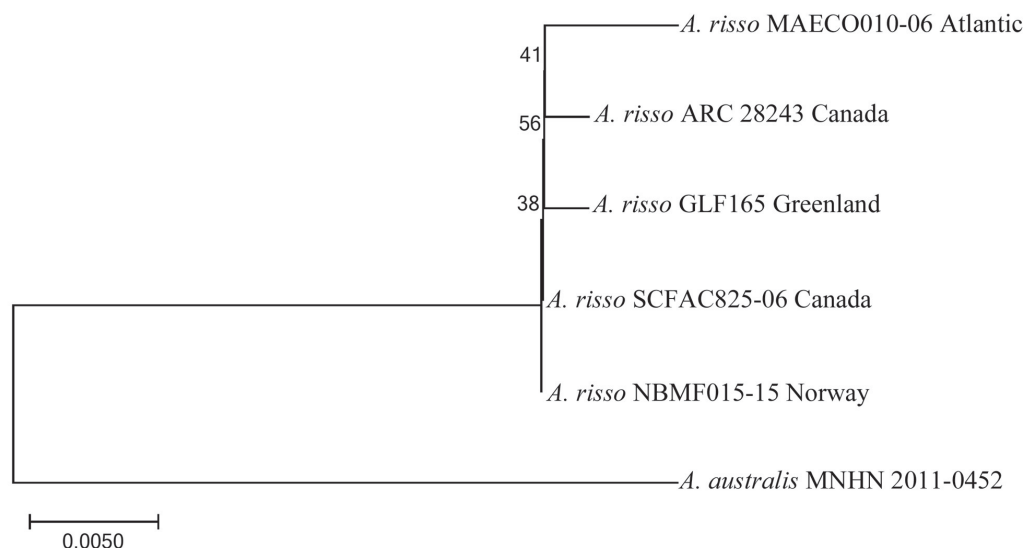 A. risso MAECO010-06 Atlantic
41
A. risso ARC 28243 Canada
56
38
A. risso GLF165 Greenland
A. risso SCFAC825-06 Canada
A. risso NBMF015-15 Norway
A. australis MNHN 2011-0452
0.0050